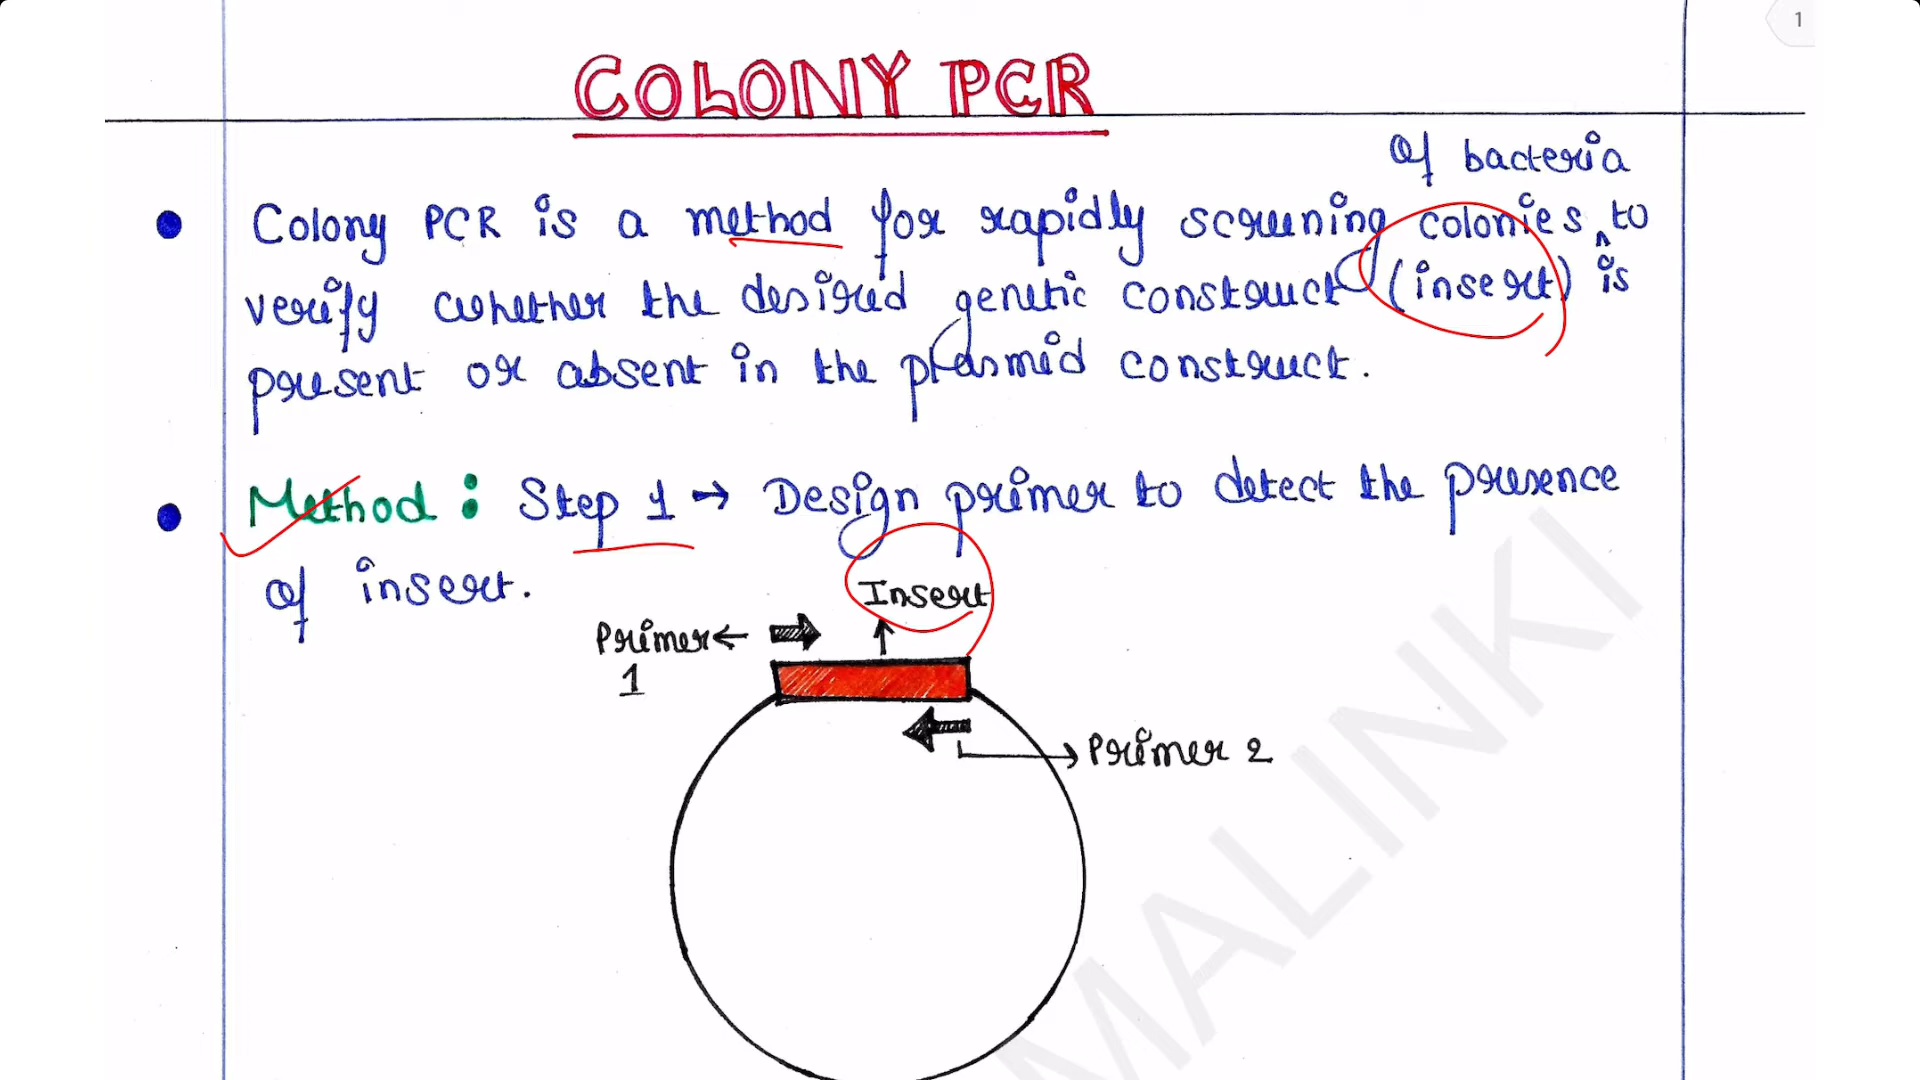 1
COLONY PCR
Of bacteria
Colony PCR is a method for rapidly screening colonies ^ to
verify whether the desired genetic construct (insert) is
present or absent in the plasmid construct.
Method : Step 1 → Design primer to detect the presence
of insert.
Insert
Primer ←
1
→ Primer 2
MALINKI